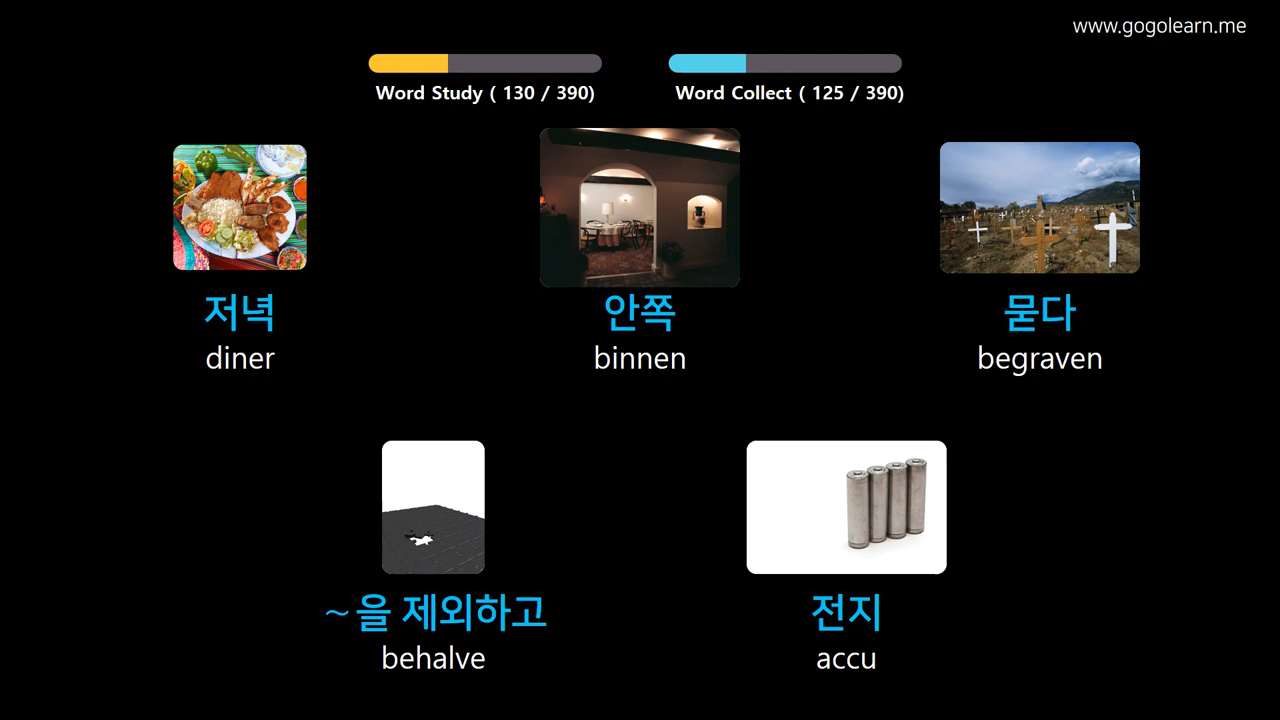 www.gogolearn.me
Word Study ( 130 / 390)
Word Collect ( 125 / 390)
저녁
diner
안쪽
binnen
묻다
begraven
~을 제외하고
behalve
전지
accu